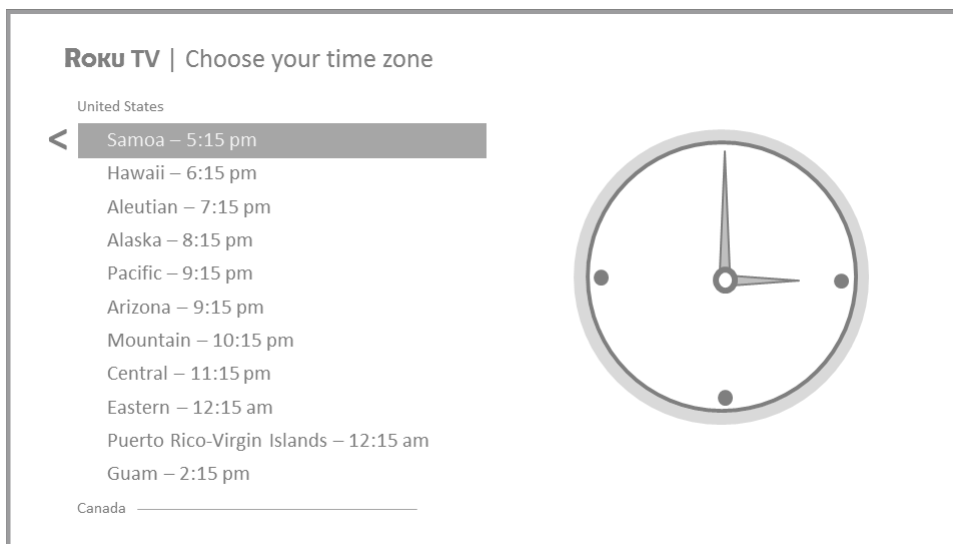 ROKU TV | Choose your time zone
United States
< Samoa – 5:15 pm
Hawaii – 6:15 pm
Aleutian – 7:15 pm
Alaska – 8:15 pm
Pacific – 9:15 pm
Arizona – 9:15 pm
Mountain – 10:15 pm
Central – 11:15 pm
Eastern – 12:15 am
Puerto Rico-Virgin Islands – 12:15 am
Guam – 2:15 pm
Canada